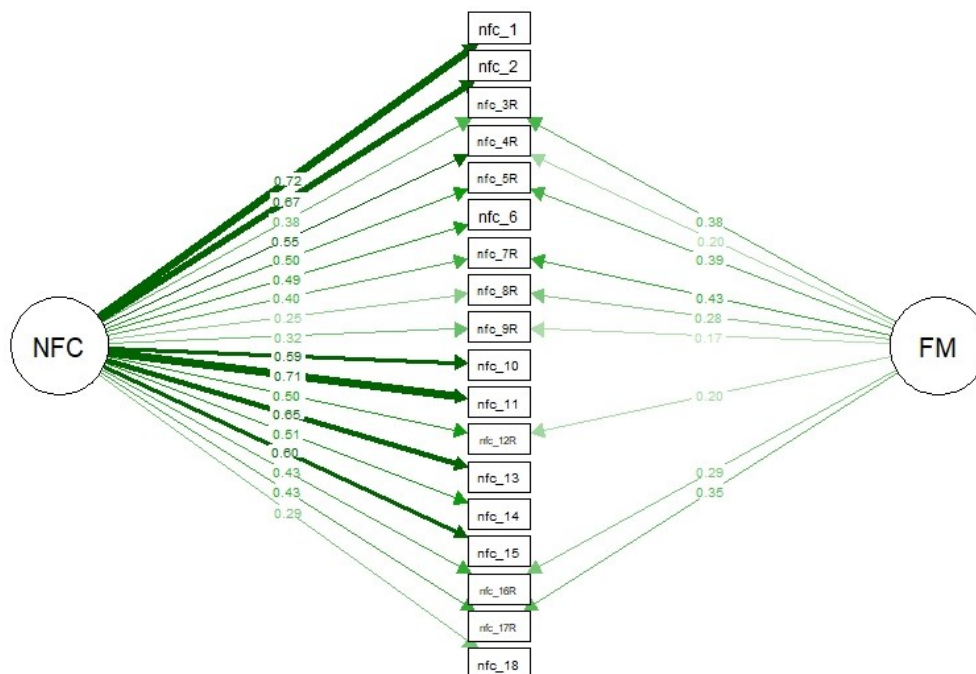 nfc_1
nfc_2
nfc_3R
nfc_4R
nfc_5R
nfc_6
nfc_7R
nfc_8R
nfc_9R
nfc_10
nfc_11
nfc_12R
nfc_13
nfc_14
nfc_15
nfc_16R
nfc_17R
nfc_18
NFC
0.72
0.67
0.38
0.55
0.50
0.49
0.40
0.25
0.32
0.59
0.71
0.50
0.65
0.51
0.60
0.43
0.43
0.29
0.38
0.20
0.39
0.43
0.28
0.17
0.20
0.29
0.35
FM